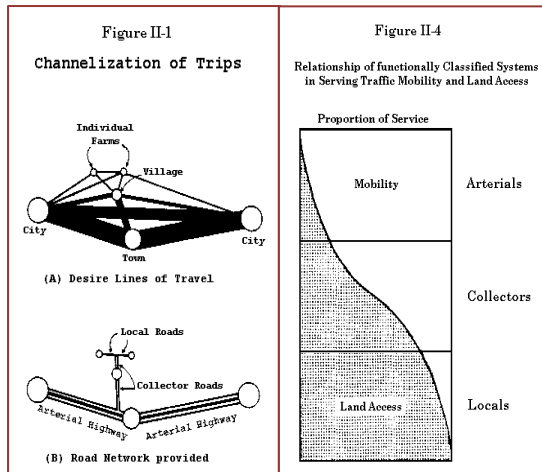 Figure II-1
Channelization of Trips
Individual
Farms
Village
City
Town
City
(A) Desire Lines of Travel
Local Roads
Collector Roads
Arterial Highway
Arterial Highway
(B) Road Network provided
Figure II-4
Relationship of functionally Classified Systems
in Serving Traffic Mobility and Land Access
Proportion of Service
Mobility
Arterials
Collectors
Land Access
Locals